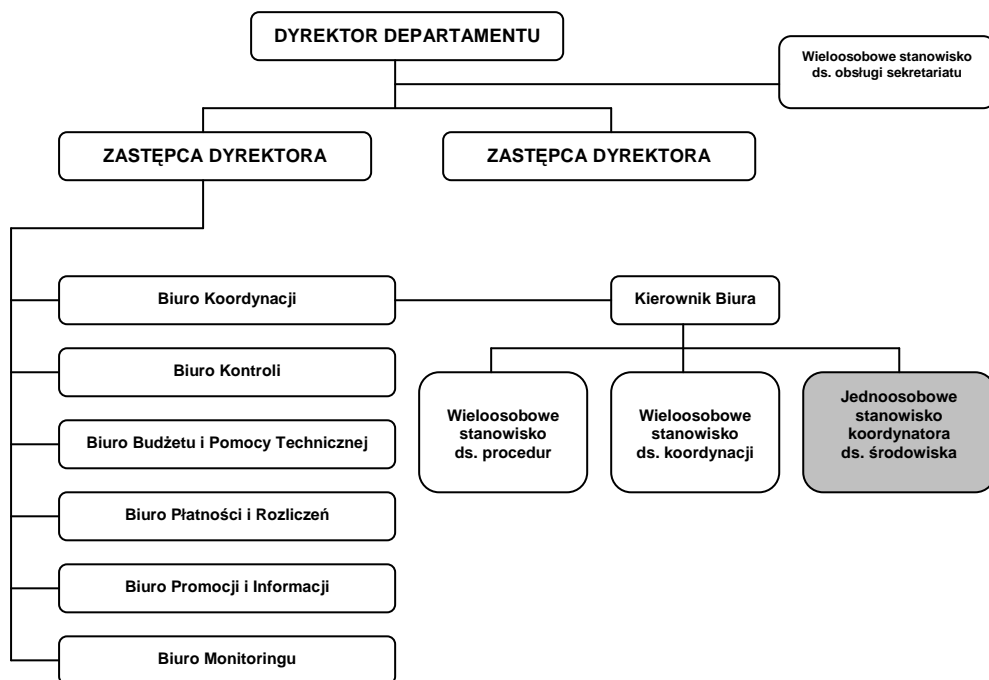 DYREKTOR DEPARTAMENTU
Wieloosobowe stanowisko
ds. obsługi sekretariatu
ZASTĘPCA DYREKTORA
ZASTĘPCA DYREKTORA
Biuro Koordynacji
Kierownik Biura
Biuro Kontroli
Wieloosobowe
stanowisko
ds. procedur
Wieloosobowe
stanowisko
ds. koordynacji
Jednoosobowe
stanowisko
koordynatora
ds. środowiska
Biuro Budżetu i Pomocy Technicznej
Biuro Płatności i Rozliczeń
Biuro Promocji i Informacji
Biuro Monitoringu